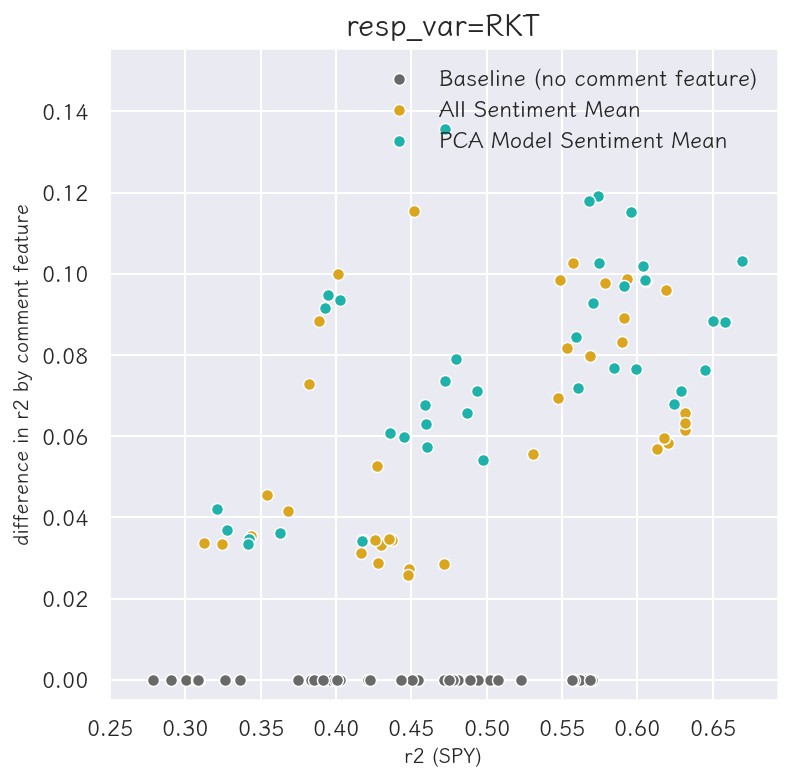 resp_var=RKT
Baseline (no comment feature)
All Sentiment Mean
PCA Model Sentiment Mean
difference in r2 by comment feature
0.14
0.12
0.10
0.08
0.06
0.04
0.02
0.00
0.25 0.30 0.35 0.40 0.45 0.50 0.55 0.60 0.65
r2 (SPY)